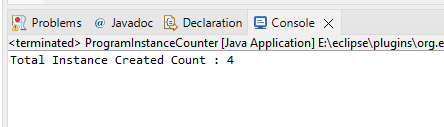 Problems @ Javadoc Declaration Console
<terminated> ProgramInstanceCounter [Java Application] E:\eclipse\plugins\org.e
Total Instance Created Count : 4